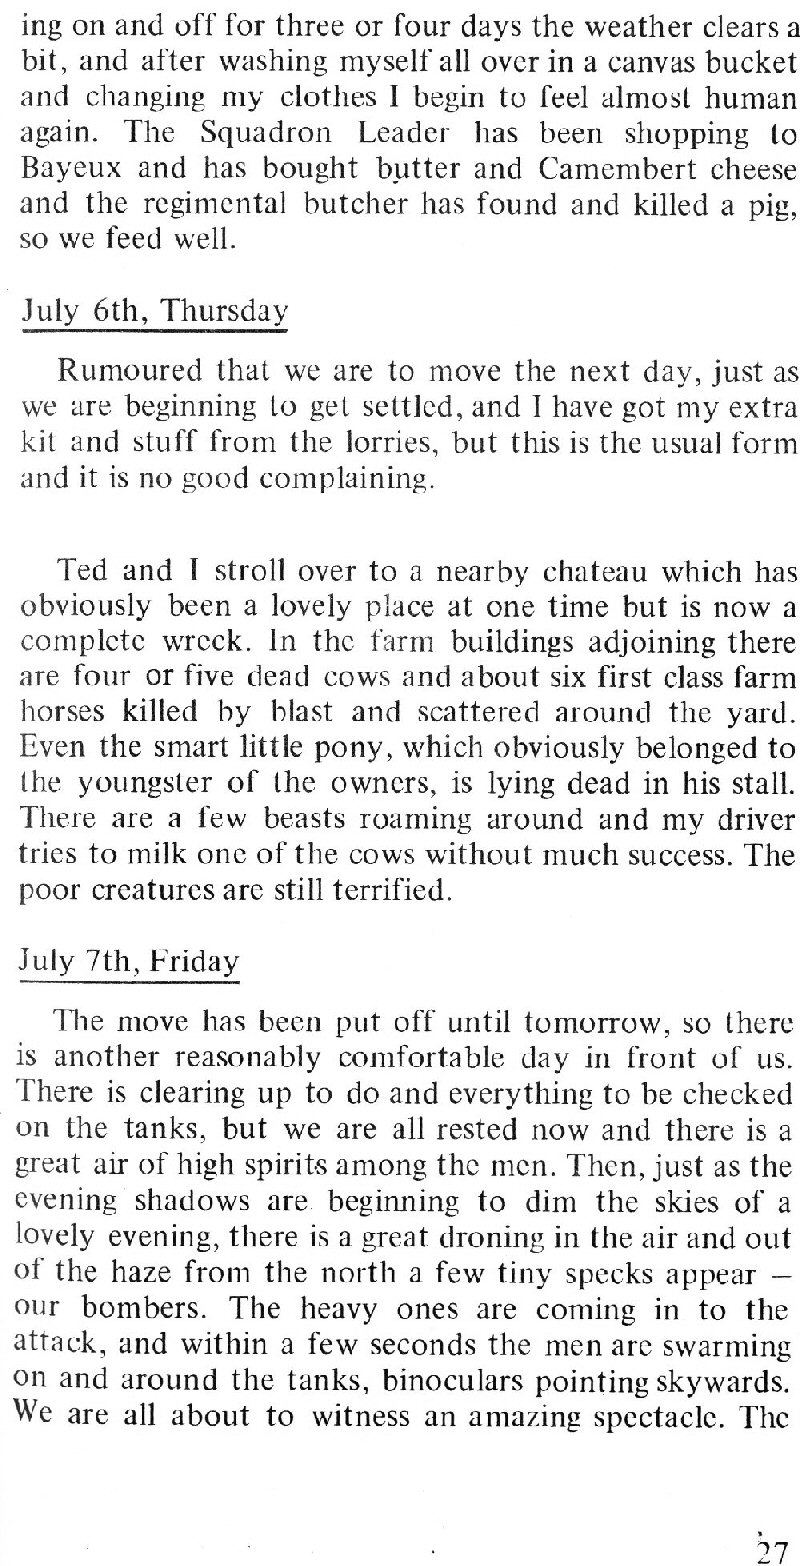 ing on and off for three or four days the weather clears a
bit, and after washing myself all over in a canvas bucket
and changing my clothes I begin to feel almost human
again. The Squadron Leader has been shopping to
Bayeux and has bought butter and Camembert cheese
and the regimental butcher has found and killed a pig,
so we feed well.
July 6th, Thursday
Rumoured that we are to move the next day, just as
we are beginning to get settled, and I have got my extra
kit and stuff from the lorries, but this is the usual form
and it is no good complaining.
Ted and I stroll over to a nearby chateau which has
obviously been a lovely place at one time but is now a
complete wreck. In the farm buildings adjoining there
are four or five dead cows and about six first class farm
horses killed by blast and scattered around the yard.
Even the smart little pony, which obviously belonged to
the youngster of the owners, is lying dead in his stall.
There are a few beasts roaming around and my driver
tries to milk one of the cows without much success. The
poor creatures are still terrified.
July 7th, Friday
The move has been put off until tomorrow, so there
is another reasonably comfortable day in front of us.
There is clearing up to do and everything to be checked
on the tanks, but we are all rested now and there is a
great air of high spirits among the men. Then, just as the
evening shadows are beginning to dim the skies of a
lovely evening, there is a great droning in the air and out
of the haze from the north a few tiny specks appear —
our bombers. The heavy ones are coming in to the
attack, and within a few seconds the men are swarming
on and around the tanks, binoculars pointing skywards.
We are all about to witness an amazing spectacle. The
27